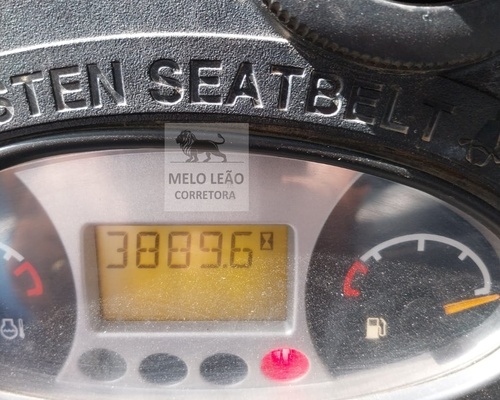 STEN SEATBELT
MELO LEÃO
CORRETORA
3889.6